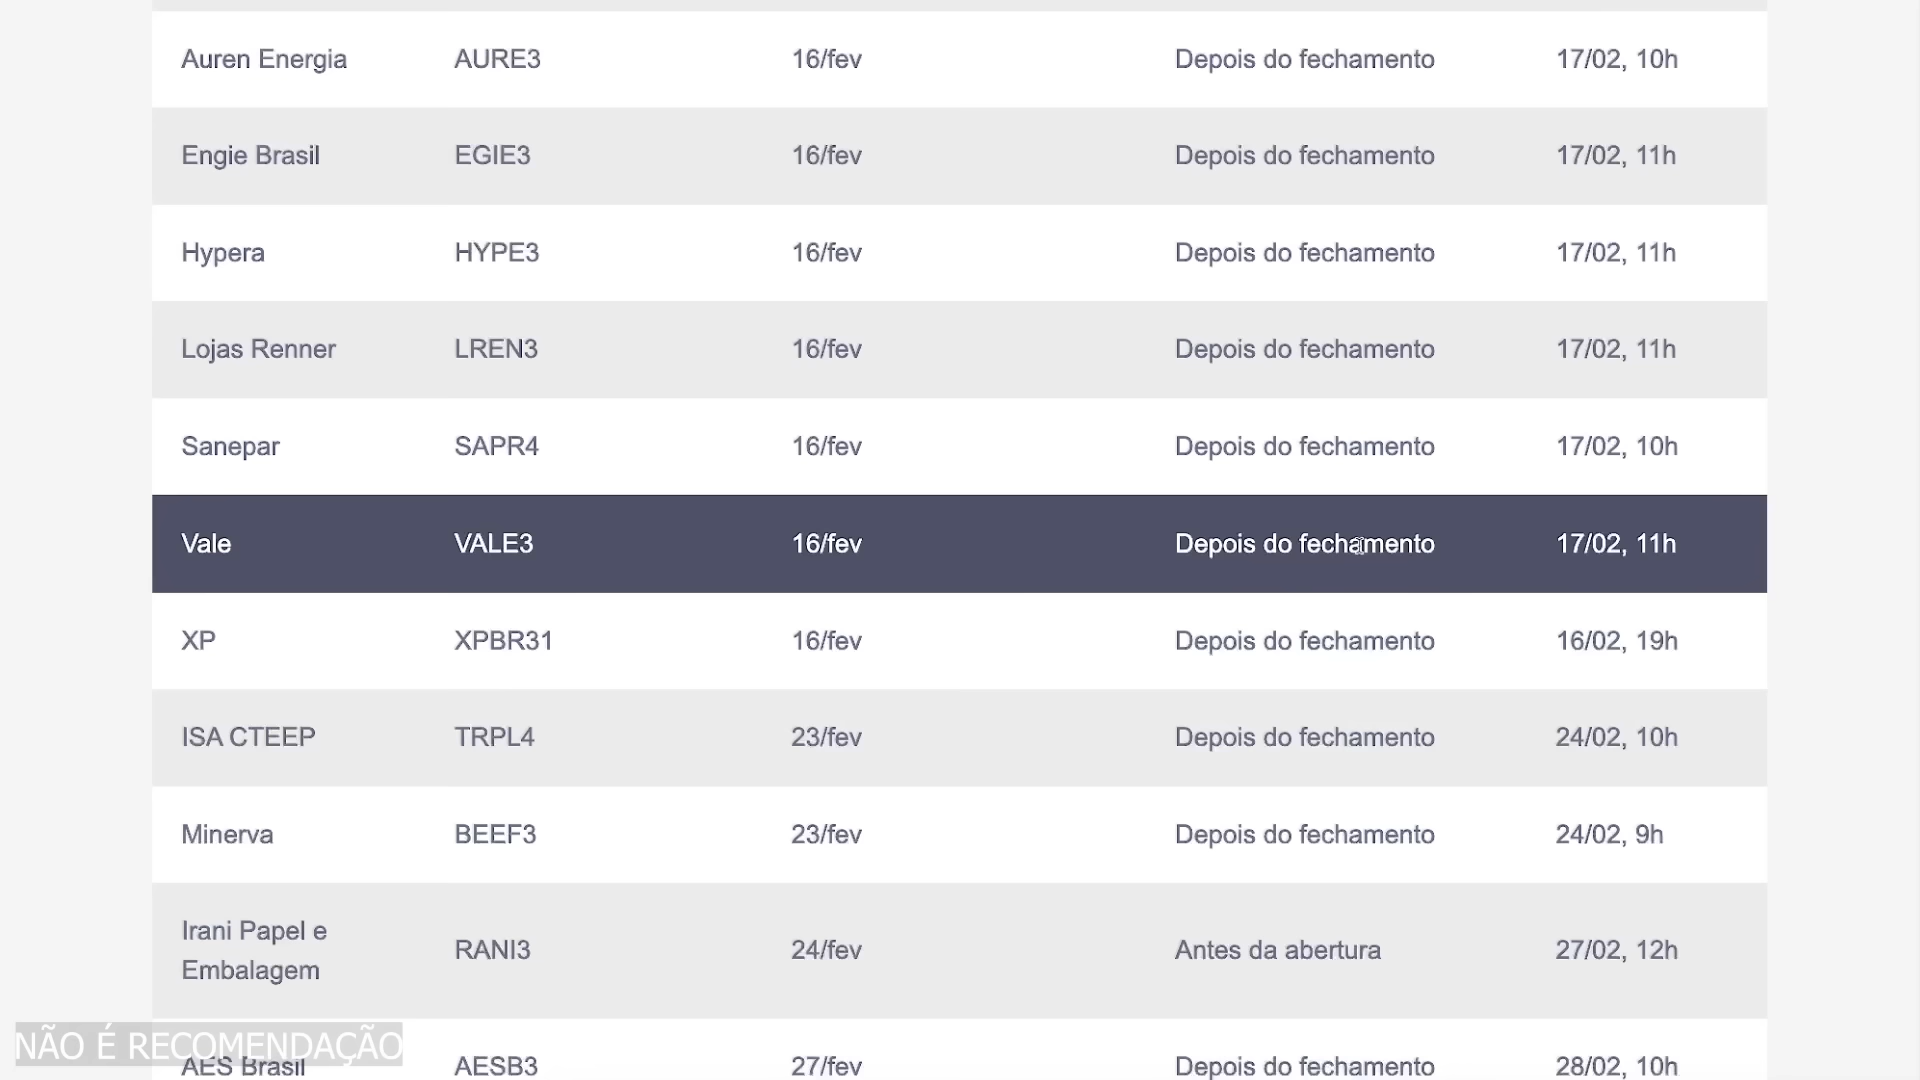 Auren Energia AURE3 16/fev Depois do fechamento 17/02, 10h
Engie Brasil EGIE3 16/fev Depois do fechamento 17/02, 11h
Hypera HYPE3 16/fev Depois do fechamento 17/02, 11h
Lojas Renner LREN3 16/fev Depois do fechamento 17/02, 11h
Sanepar SAPR4 16/fev Depois do fechamento 17/02, 10h
Vale VALE3 16/fev Depois do fechamento 17/02, 11h
XP XPBR31 16/fev Depois do fechamento 16/02, 19h
ISA CTEEP TRPL4 23/fev Depois do fechamento 24/02, 10h
Minerva BEEF3 23/fev Depois do fechamento 24/02, 9h
Irani Papel e
Embalagem RANI3 24/fev Antes da abertura 27/02, 12h
AES Brasil AESB3 27/fev Depois do fechamento 28/02, 10h
NÃO É RECOMENDAÇÃO